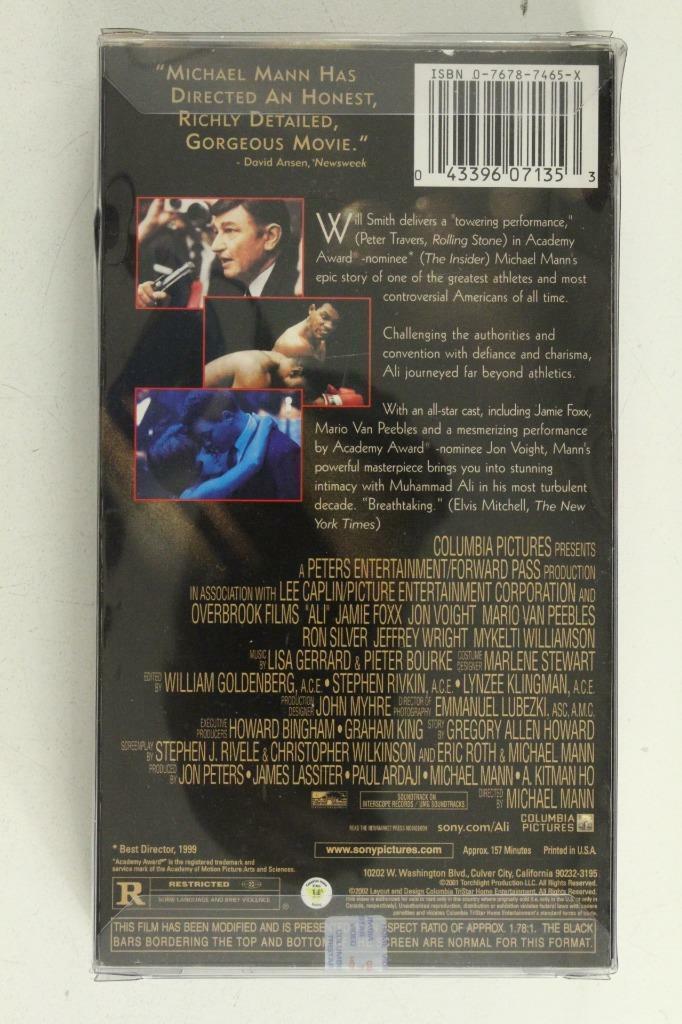 "MICHAEL MANN HAS
DIRECTED AN HONEST,
RICHLY DETAILED,
GORGEOUS MOVIE."
- David Ansen, Newsweek
ISBN 0-7678-7465-X
0 43396 07135 3
Will Smith delivers a "towering performance,"
(Peter Travers, Rolling Stone) in Academy
Award® -nominee* (The Insider) Michael Mann's
epic story of one of the greatest athletes and most
controversial Americans of all time.
Challenging the authorities and
convention with defiance and charisma,
Ali journeyed far beyond athletics.
With an all-star cast, including Jamie Foxx,
Mario Van Peebles and a mesmerizing performance
by Academy Award® -nominee Jon Voight, Mann's
powerful masterpiece brings you into stunning
intimacy with Muhammad Ali in his most turbulent
decade. "Breathtaking." (Elvis Mitchell, The New
York Times)
COLUMBIA PICTURES PRESENTS
A PETERS ENTERTAINMENT/FORWARD PASS PRODUCTION
IN ASSOCIATION WITH LEE CAPLIN/PICTURE ENTERTAINMENT CORPORATION AND
OVERBROOK FILMS "ALI" JAMIE FOXX JON VOIGHT MARIO VAN PEEBLES
RON SILVER JEFFREY WRIGHT MYKELTI WILLIAMSON
MUSIC BY LISA GERRARD & PIETER BOURKE COSTUME DESIGNER MARLENE STEWART
EDITED BY WILLIAM GOLDENBERG, A.C.E. • STEPHEN RIVKIN, A.C.E. • LYNZEE KLINGMAN, A.C.E.
PRODUCTION DESIGNER JOHN MYHRE DIRECTOR OF PHOTOGRAPHY EMMANUEL LUBEZKI, ASC, A.M.C.
EXECUTIVE PRODUCERS HOWARD BINGHAM • GRAHAM KING STORY BY GREGORY ALLEN HOWARD
SCREENPLAY BY STEPHEN J. RIVELE & CHRISTOPHER WILKINSON AND ERIC ROTH & MICHAEL MANN
PRODUCED BY JON PETERS • JAMES LASSITER • PAUL ARDAJI • MICHAEL MANN • A. KITMAN HO
SOUNDTRACK ON INTERSCOPE RECORDS / UMG SOUNDTRACKS
DIRECTED BY MICHAEL MANN
READ THE NEWMARKET PRESS MOVIEBOOK
sony.com/Ali
COLUMBIA PICTURES
* Best Director, 1999
www.sonypictures.com
Approx. 157 Minutes
Printed in U.S.A.
"Academy Award®" is the registered trademark and
service mark of the Academy of Motion Picture Arts and Sciences.
10202 W. Washington Blvd., Culver City, California 90232-3195
©2001 Torchlight Production LLC. All Rights Reserved.
©2002 Layout and Design Columbia TriStar Home Entertainment. All Rights Reserved.
R RESTRICTED
SOME LANGUAGE AND BRIEF VIOLENCE
THIS FILM HAS BEEN MODIFIED AND IS PRESE SPECT RATIO OF APPROX. 1.78:1. THE BLACK
BARS BORDERING THE TOP AND BOTTOM REEN ARE NORMAL FOR THIS FORMAT.